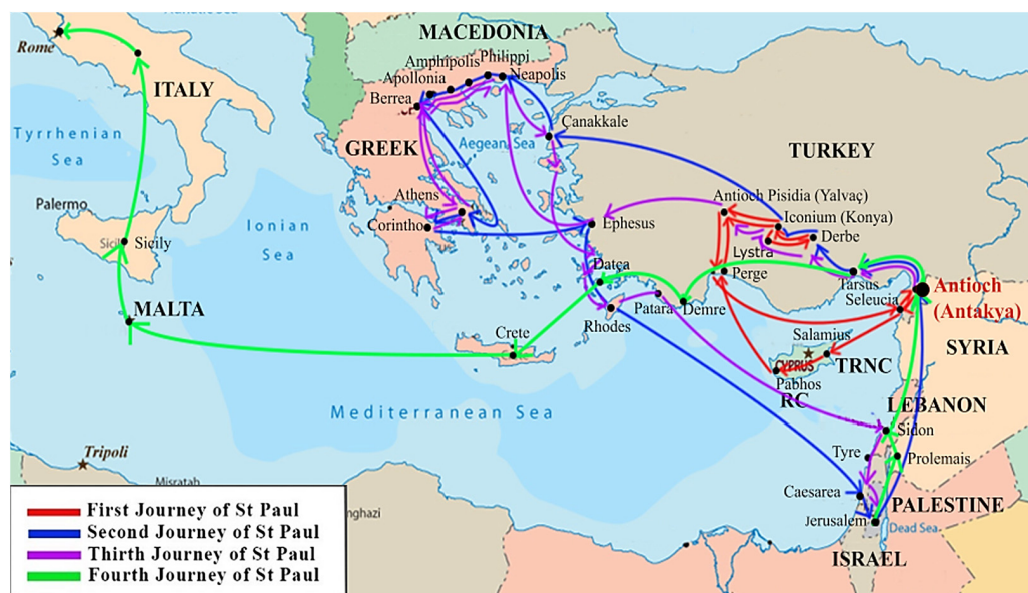 Rome
ITALY
Tyrrhenian
Sea
Palermo
Sicily
MALTA
Ionian
Sea
MACEDONIA
Amphipolis
Philippi
Apollonia
Neapolis
Berrea
GREEK
Aegean Sea
Çanakkale
Athens
Corintho
Ephesus
TURKEY
Antioch Pisidia (Yalvaç)
Iconium (Konya)
Derbe
Lystra
Perge
Datça
Rhodes
Patara
Demre
Tarsus
Seleucia
Antioch
(Antakya)
Crete
Salamius
CYPRUS
TRNC
Pabhos
RC
SYRIA
LEBANON
Sidon
Tyre
Prolemais
Caesarea
PALESTINE
Jerusalem
Dead Sea
ISRAEL
Mediterranean Sea
Tripoli
Misratah
nghazi
First Journey of St Paul
Second Journey of St Paul
Thirth Journey of St Paul
Fourth Journey of St Paul